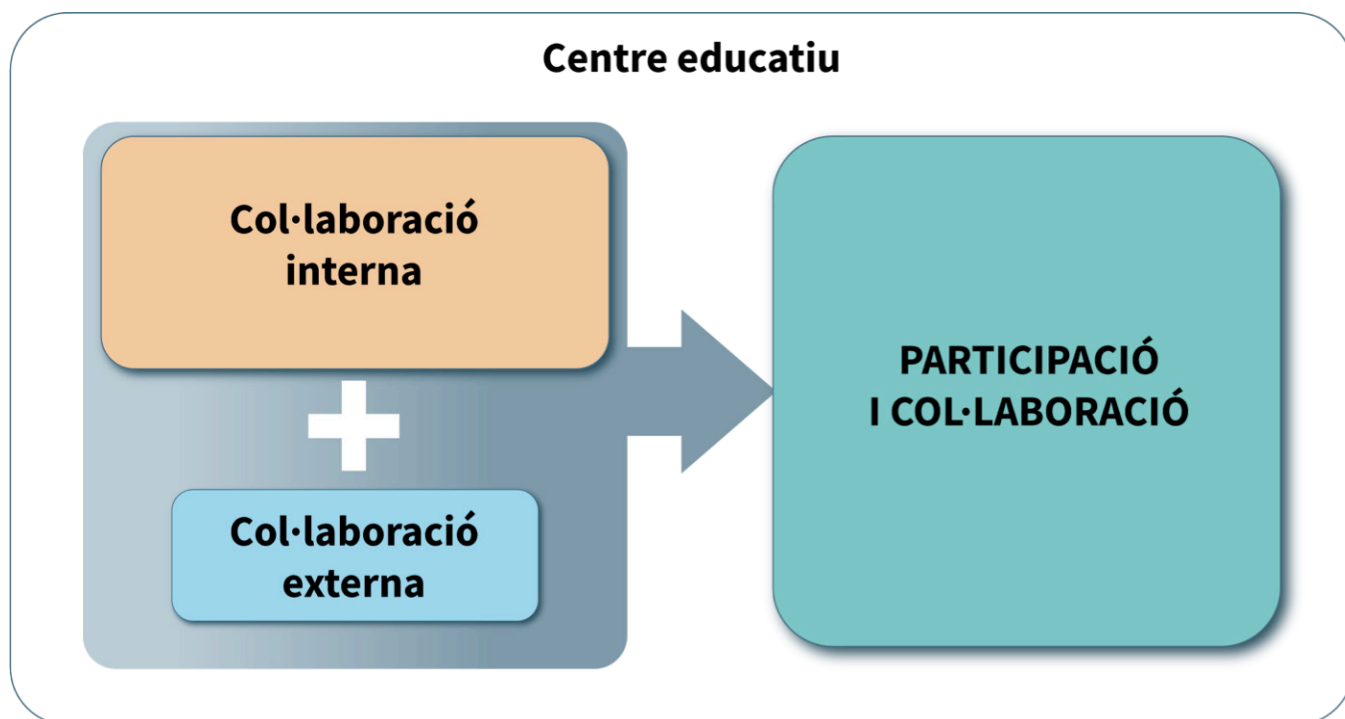 Centre educatiu
Col·laboració
interna
Col·laboració
externa
PARTICIPACIÓ
I COL·LABORACIÓ